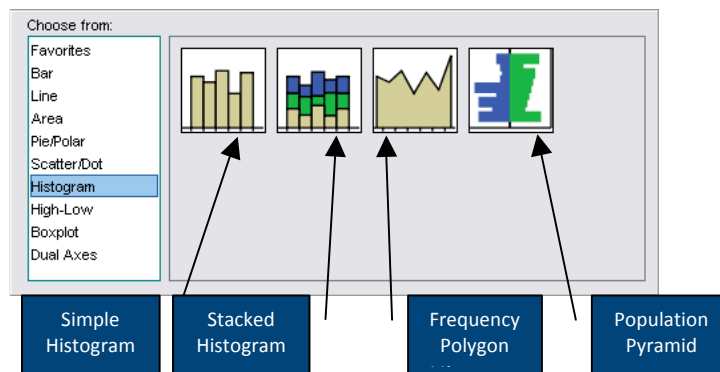 Choose from:
Favorites
Bar
Line
Area
Pie/Polar
Scatter/Dot
Histogram
High-Low
Boxplot
Dual Axes
Simple
Histogram
Stacked
Histogram
Frequency
Polygon
Population
Pyramid